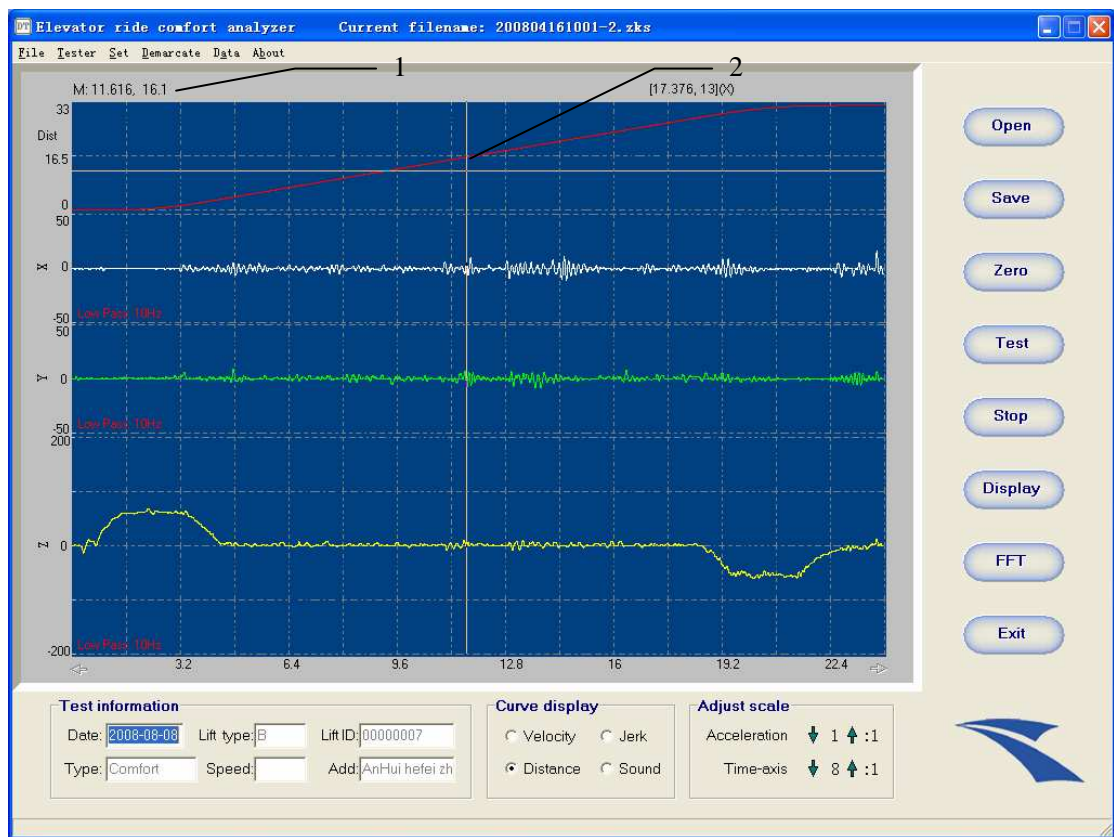 DT Elevator ride comfort analyzer Current filename: 200804161001-2.zks
File Tester Set Demarcate Data About
1 2
M: 11.616, 16.1 [17.376, 13](X)
33
Dist
16.5
0
50
X 0
-50 Low Pass 10Hz
50
Y 0
-50 Low Pass 10Hz
200
Z 0
-200 Low Pass 10Hz
3.2 6.4 9.6 12.8 16 19.2 22.4
Open
Save
Zero
Test
Stop
Display
FFT
Exit
Test information
Date: 2008-08-08 Lift type: B Lift ID: 00000007
Type: Comfort Speed: Add: AnHui hefei zh
Curve display
Velocity Jerk
Distance Sound
Adjust scale
Acceleration 1 :1
Time-axis 8 :1